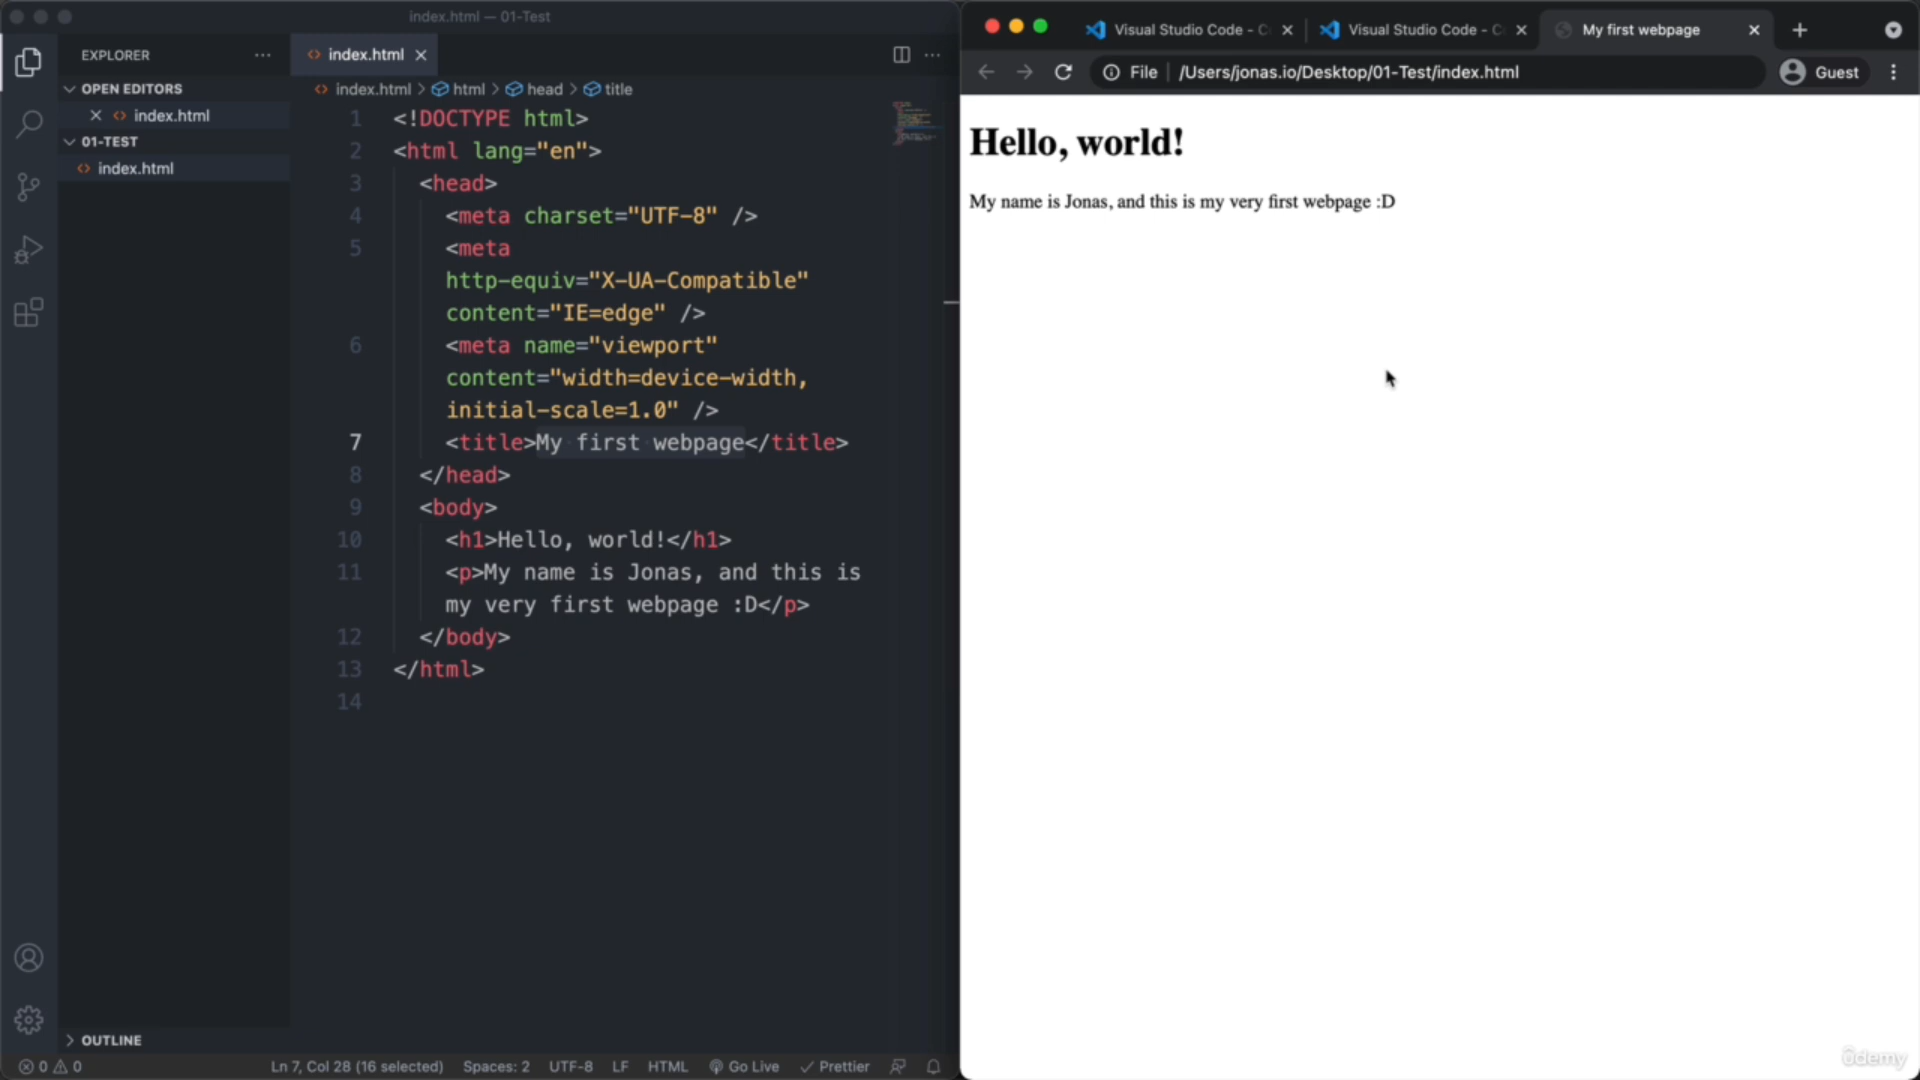 index.html — 01-Test
EXPLORER
OPEN EDITORS
index.html
01-TEST
index.html
OUTLINE
index.html
index.html > html > head > title
1 <!DOCTYPE html>
2 <html lang="en">
3 <head>
4 <meta charset="UTF-8" />
5 <meta
http-equiv="X-UA-Compatible"
content="IE=edge" />
6 <meta name="viewport"
content="width=device-width,
initial-scale=1.0" />
7 <title>My first webpage</title>
8 </head>
9 <body>
10 <h1>Hello, world!</h1>
11 <p>My name is Jonas, and this is
my very first webpage :D</p>
12 </body>
13 </html>
14
0 0
Ln 7, Col 28 (16 selected) Spaces: 2 UTF-8 LF HTML Go Live Prettier
Visual Studio Code - C
Visual Studio Code - C
My first webpage
File /Users/jonas.io/Desktop/01-Test/index.html
Guest
Hello, world!
My name is Jonas, and this is my very first webpage :D
ûdemy